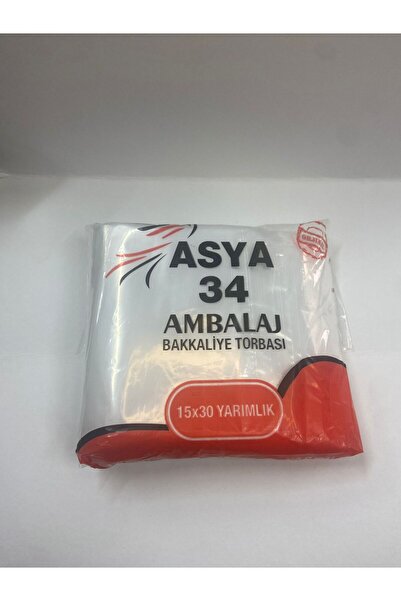 ASYA
34
AMBALAJ
BAKKALİYE TORBASI
15x30 YARIMLIK